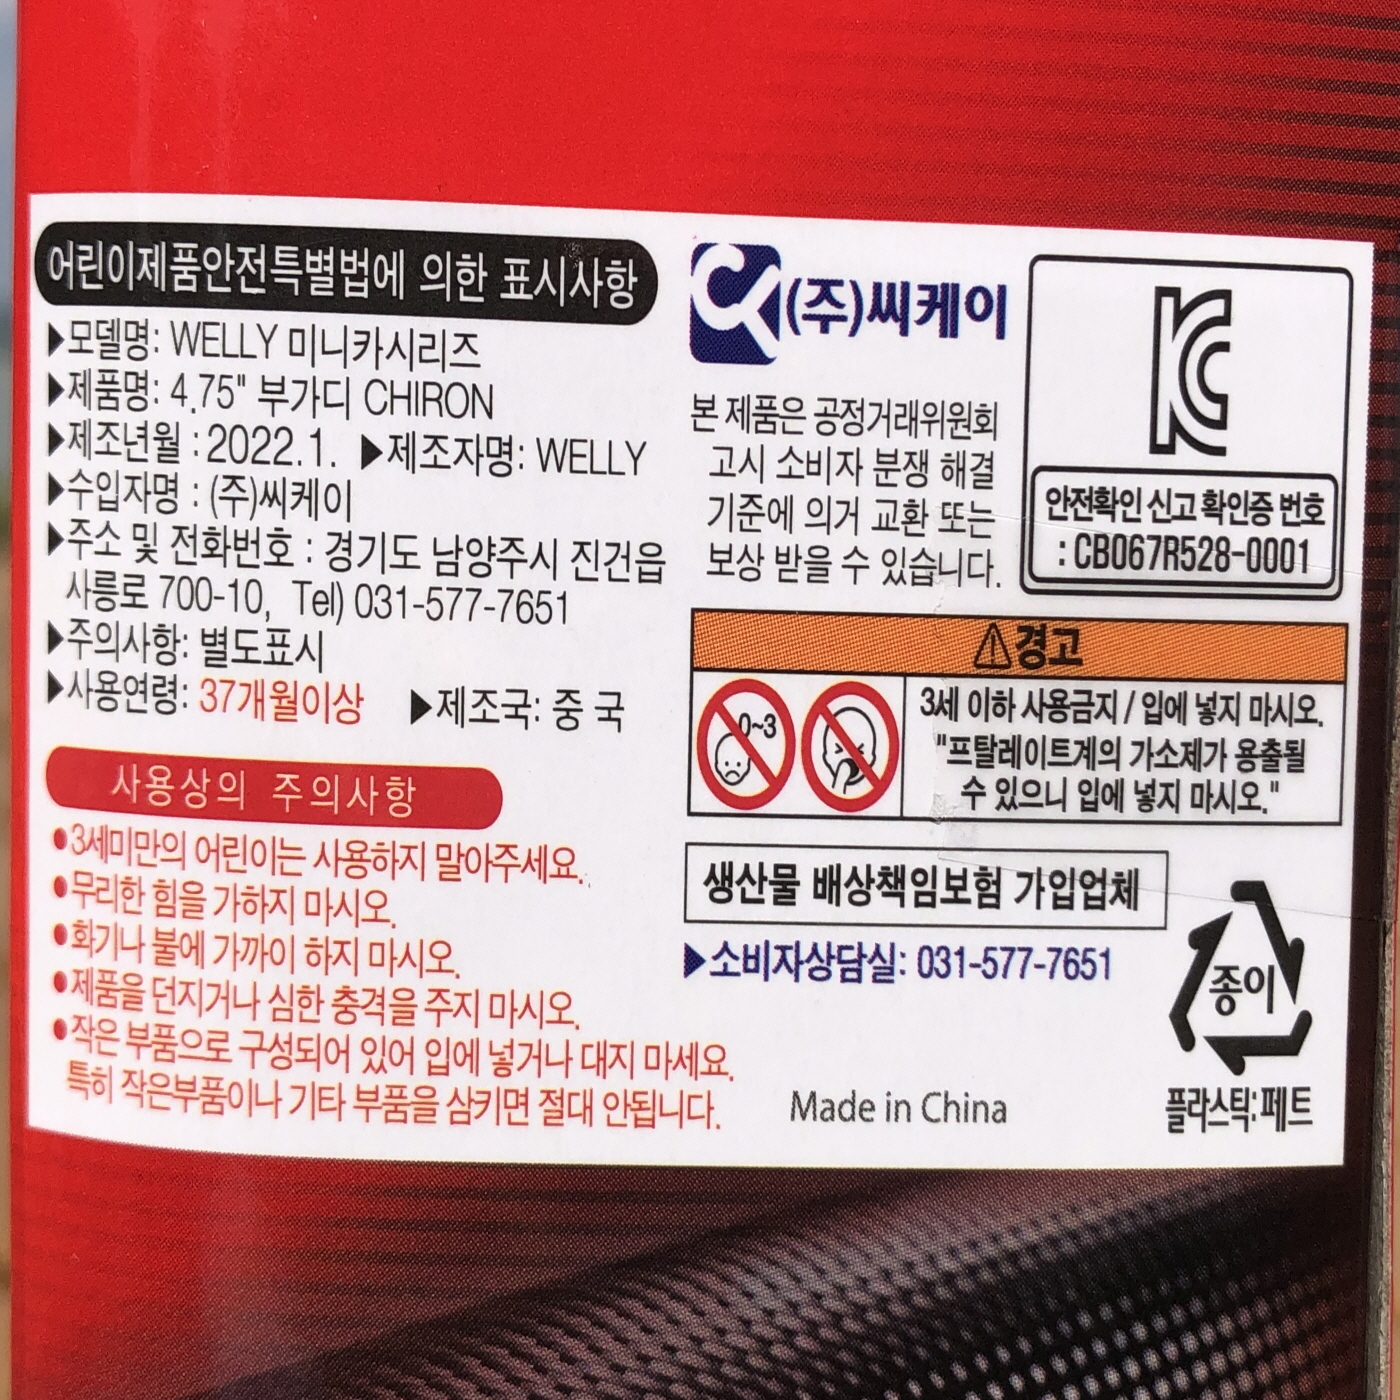 어린이제품안전특별법에 의한 표시사항
▶모델명: WELLY 미니카시리즈
▶제품명: 4.75" 부가디 CHIRON
▶제조년월 : 2022.1. ▶제조자명: WELLY
▶수입자명 : (주)씨케이
▶주소 및 전화번호 : 경기도 남양주시 진건읍
사릉로 700-10, Tel) 031-577-7651
▶주의사항: 별도표시
▶사용연령: 37개월이상 ▶제조국: 중 국
사용상의 주의사항
•3세미만의 어린이는 사용하지 말아주세요.
•무리한 힘을 가하지 마시오.
•화기나 불에 가까이 하지 마시오.
•제품을 던지거나 심한 충격을 주지 마시오.
•작은 부품으로 구성되어 있어 입에 넣거나 대지 마세요.
특히 작은부품이나 기타 부품을 삼키면 절대 안됩니다.
(주)씨케이
본 제품은 공정거래위원회
고시 소비자 분쟁 해결
기준에 의거 교환 또는
보상 받을 수 있습니다.
안전확인 신고 확인증 번호
: CB067R528-0001
⚠경고
0~3
3세 이하 사용금지 / 입에 넣지 마시오.
"프탈레이트계의 가소제가 용출될
수 있으니 입에 넣지 마시오."
생산물 배상책임보험 가입업체
▶소비자상담실: 031-577-7651
종이
플라스틱:페트
Made in China